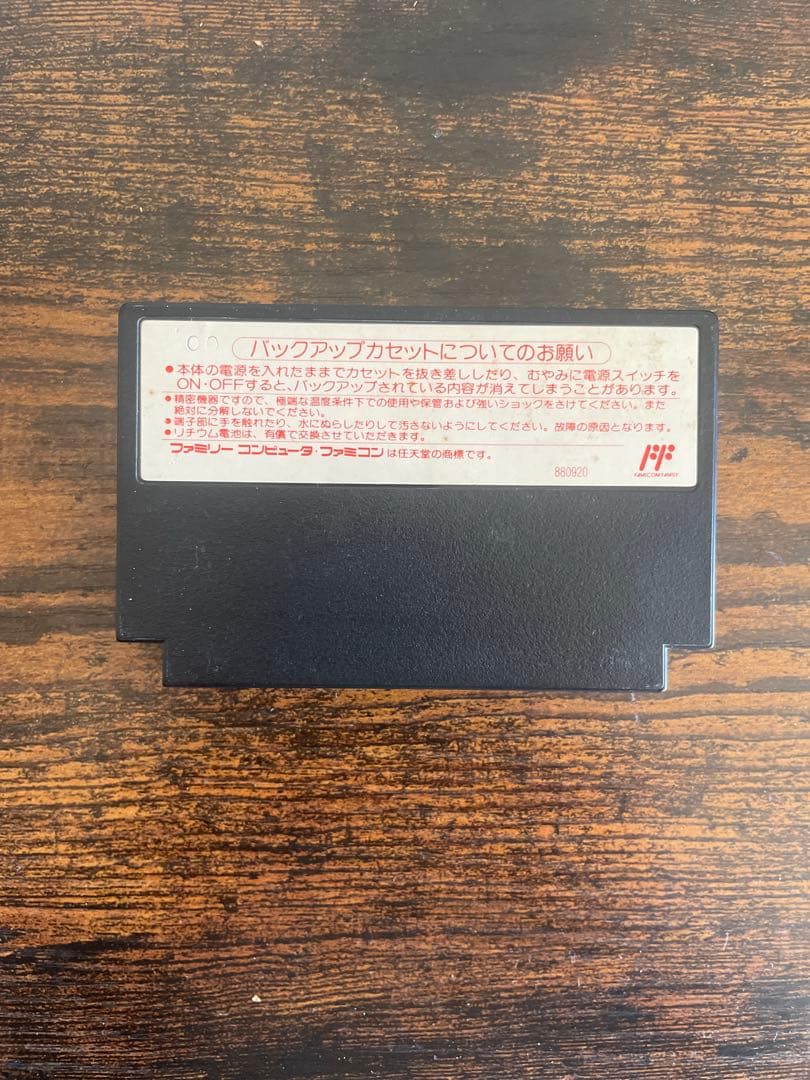 バックアップカセットについてのお願い
●本体の電源を入れたままでカセットを抜き差ししだり、むやみに電源スイッチを
ON・OFFすると、バックアップされている内容が消えてしまうことがあります。
●精密機器ですので、極端な温度条件下での使用や保管および強いショックをさけてください。また
絶対に分解しないでください。
●端子部に手を触れたり、水にぬらしたりして汚さないようにしてください。故障の原因となります。
●リチウム電池は、有償で交換させていただきます。
ファミリー コンピュータ・ファミコンは任天堂の商標です。
880920
FAMICOM FAMILY